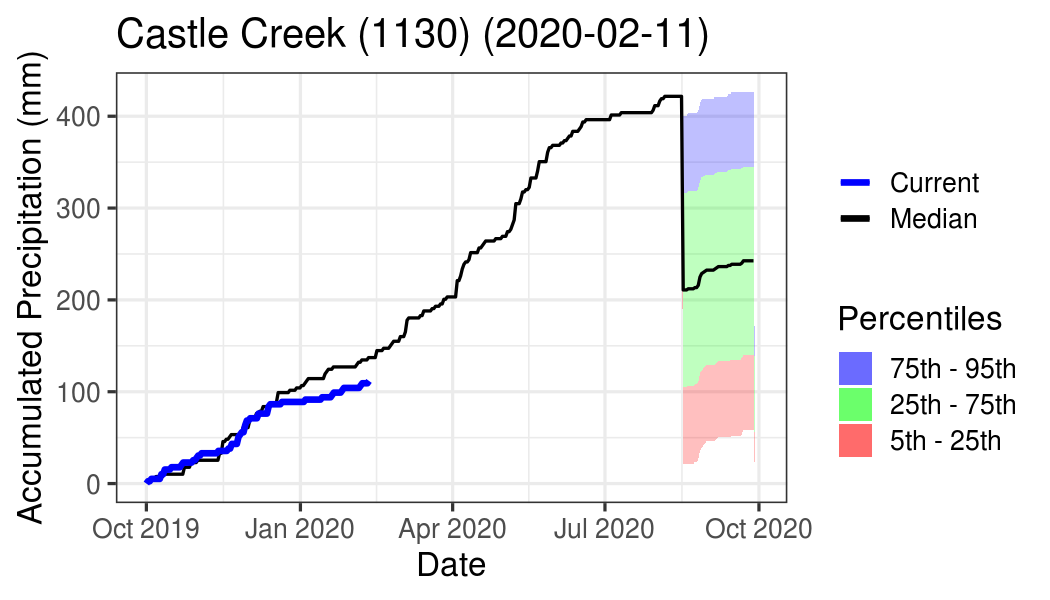 Castle Creek (1130) (2020-02-11)
Accumulated Precipitation (mm)
400
300
200
100
0
Oct 2019
Jan 2020
Apr 2020
Jul 2020
Oct 2020
Date
Current
Median
Percentiles
75th - 95th
25th - 75th
5th - 25th